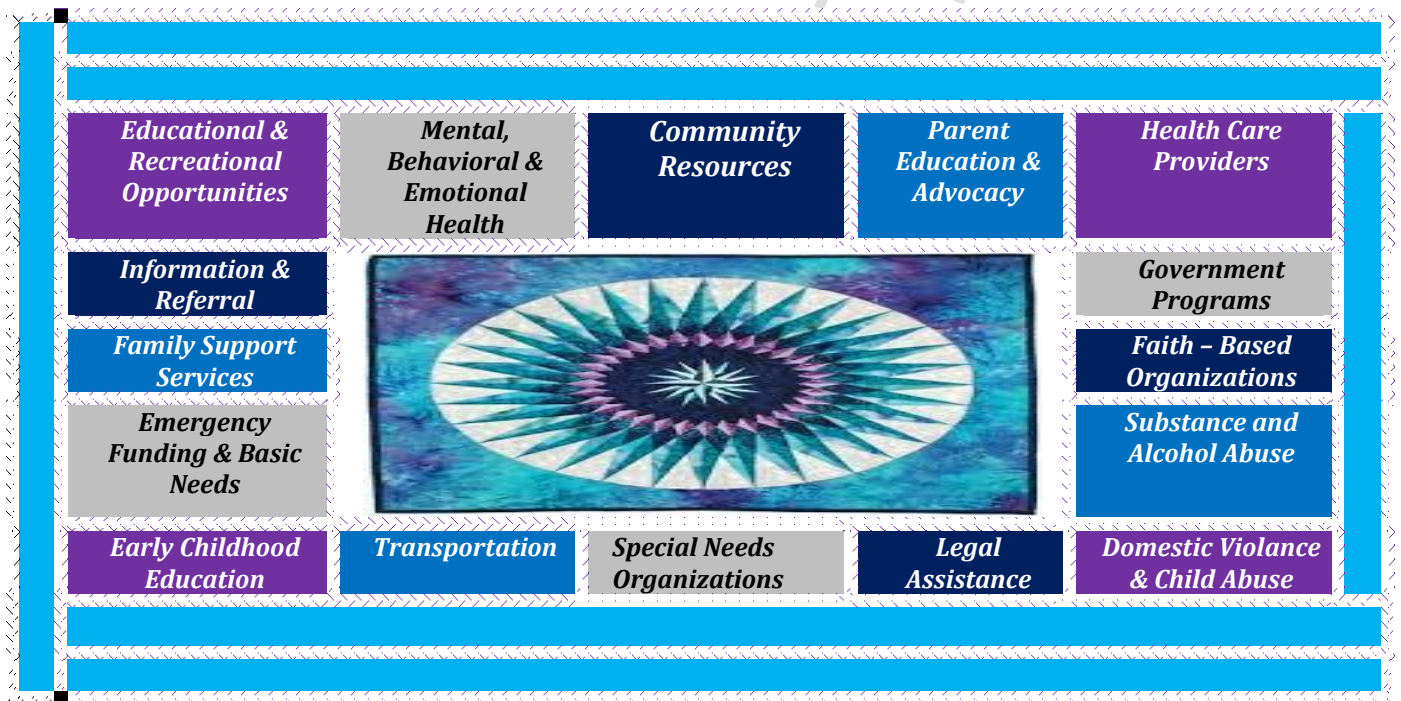 Educational &
Recreational
Opportunities
Mental,
Behavioral &
Emotional
Health
Community
Resources
Parent
Education &
Advocacy
Health Care
Providers
Information &
Referral
Government
Programs
Family Support
Services
Faith – Based
Organizations
Emergency
Funding & Basic
Needs
Substance and
Alcohol Abuse
Early Childhood
Education
Transportation
Special Needs
Organizations
Legal
Assistance
Domestic Violance
& Child Abuse